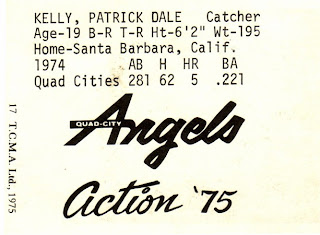 KELLY, PATRICK DALE Catcher
Age-19 B-R T-R Ht-6'2" Wt-195
Home-Santa Barbara, Calif.
1974 AB H HR BA
Quad Cities 281 62 5 .221
QUAD-CITY
Angels
Action '75
17 T.C.M.A. Ltd., 1975